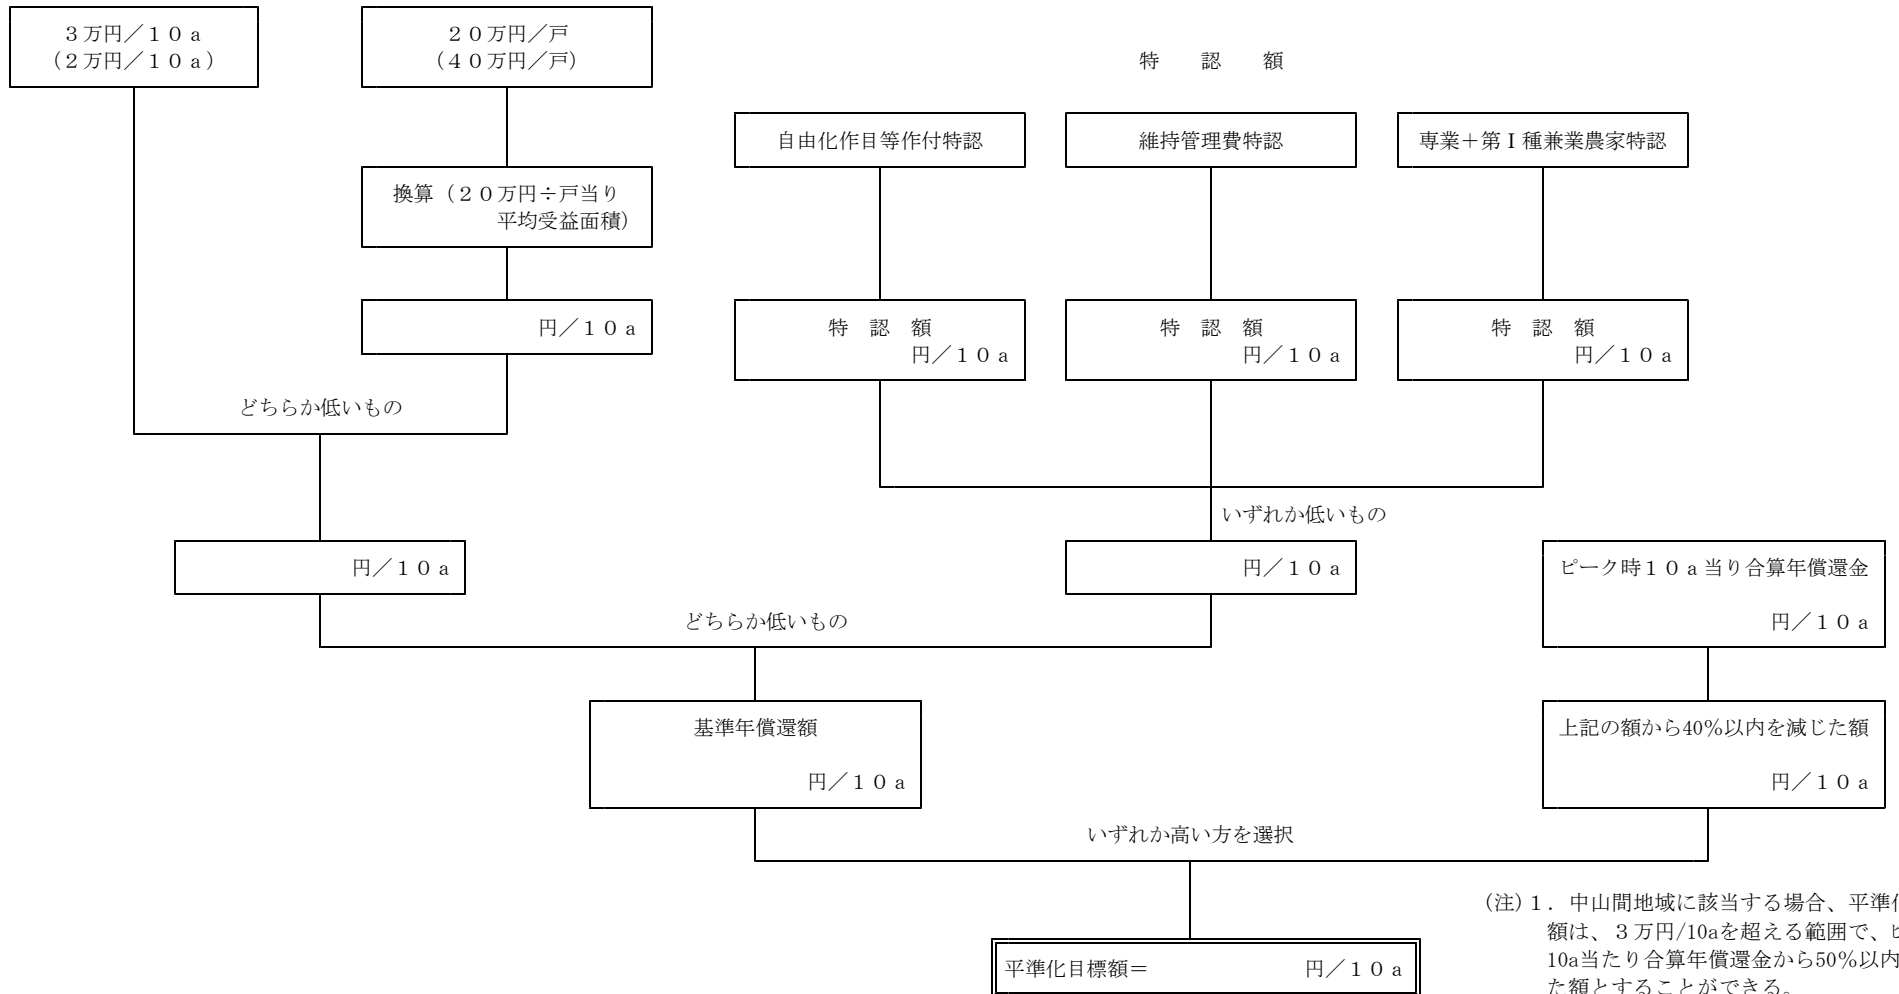 ３万円／１０ａ
（２万円／１０ａ）
２０万円／戸
（４０万円／戸）
特　認　額
自由化作目等作付特認
維持管理費特認
専業＋第Ⅰ種兼業農家特認
換算（２０万円÷戸当り
平均受益面積）
円／１０ａ
特　認　額
円／１０ａ
特　認　額
円／１０ａ
特　認　額
円／１０ａ
どちらか低いもの
いずれか低いもの
円／１０ａ
円／１０ａ
ピーク時１０ａ当り合算年償還金
円／１０ａ
どちらか低いもの
基準年償還額
円／１０ａ
上記の額から40％以内を減じた額
円／１０ａ
いずれか高い方を選択
平準化目標額＝　　　　　　円／１０ａ
（注）１．中山間地域に該当する場合、平準
額は、３万円/10aを超える範囲で、
10a当たり合算年償還金から50％以内
た額とすることができる。